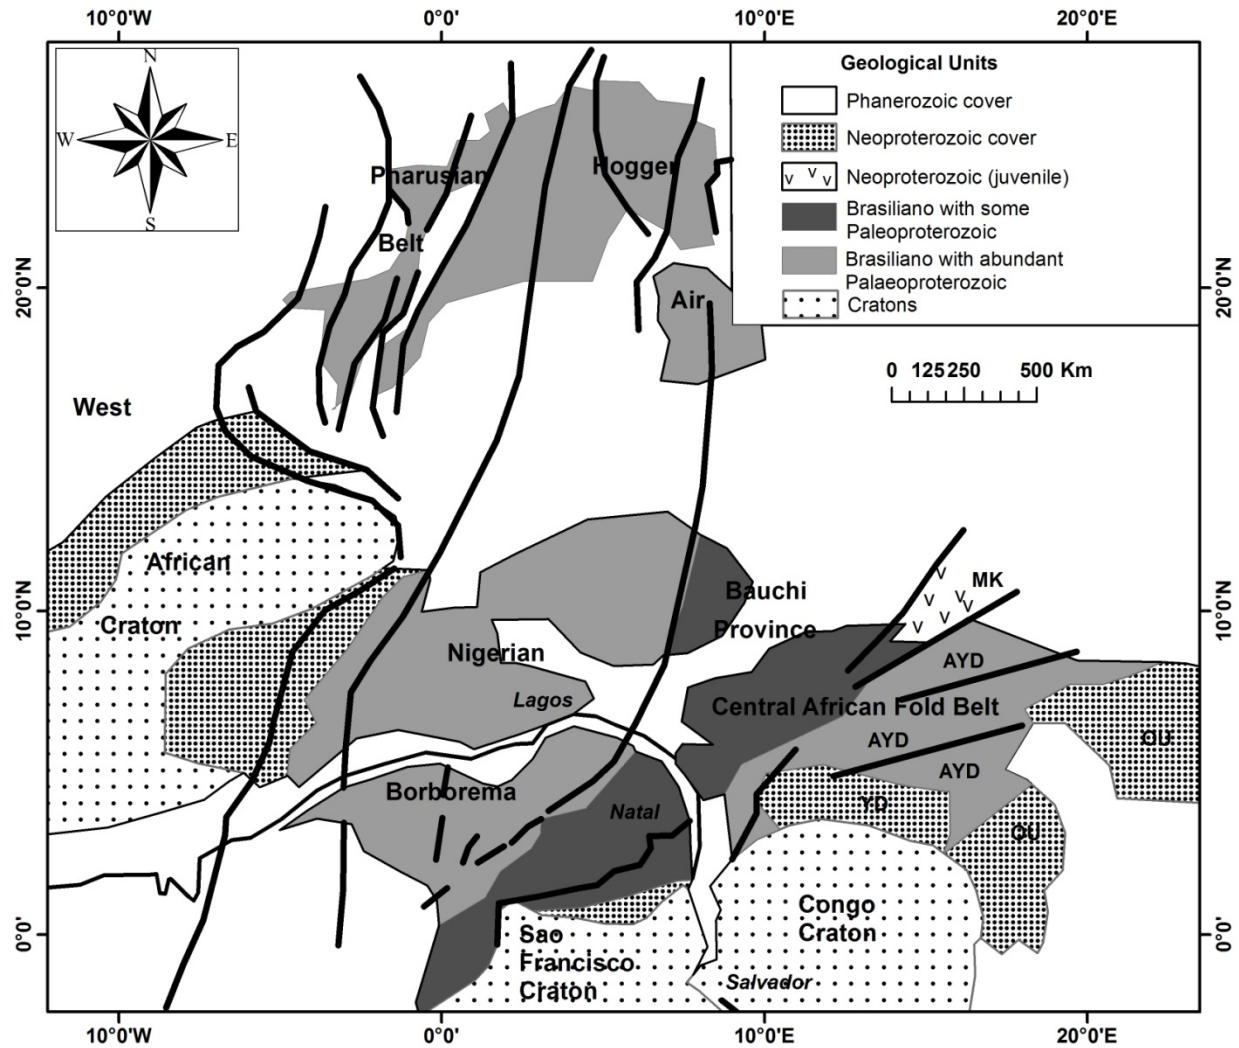 10°0'W 0°0' 10°0'E 20°0'E
N
W E
S
Geological Units
Phanerozoic cover
Neoproterozoic cover
v v v Neoproterozoic (juvenile)
Brasiliano with some
Paleoproterozoic
Brasiliano with abundant
Palaeoproterozoic
Cratons
Pharusian
Hogger
Belt
20°0'N
20°0'N
Air
0 125 250 500 Km
West
African
Craton
10°0'N
10°0'N
Bauchi
Province
MK
v
v v
v v
v
Nigerian
Lagos
AYD
Central African Fold Belt
AYD
OU
AYD
Borborema
Natal
YD
OU
0°0'
0°0'
Congo
Craton
Sao
Francisco
Craton
Salvador
10°0'W 0°0' 10°0'E 20°0'E